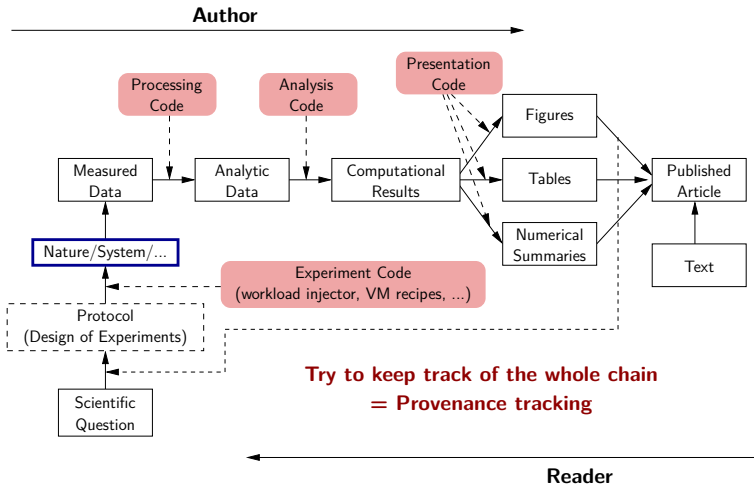 Author
Processing
Code
Analysis
Code
Presentation
Code
Figures
Measured
Data
Analytic
Data
Computational
Results
Tables
Published
Article
Numerical
Summaries
Nature/System/...
Text
Experiment Code
(workload injector, VM recipes, ...)
Protocol
(Design of Experiments)
Try to keep track of the whole chain
= Provenance tracking
Scientific
Question
Reader